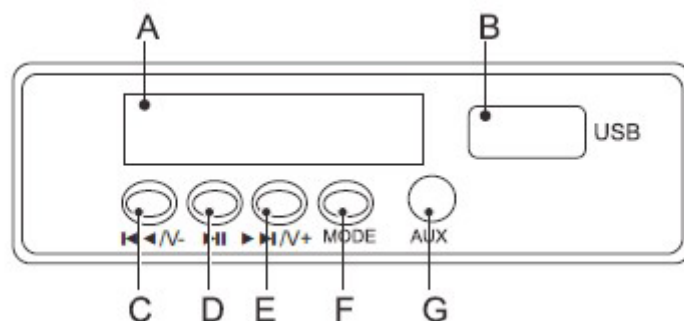 A B
USB
I◄◄/V- ►II ►►I/V+ MODE AUX
C D E F G